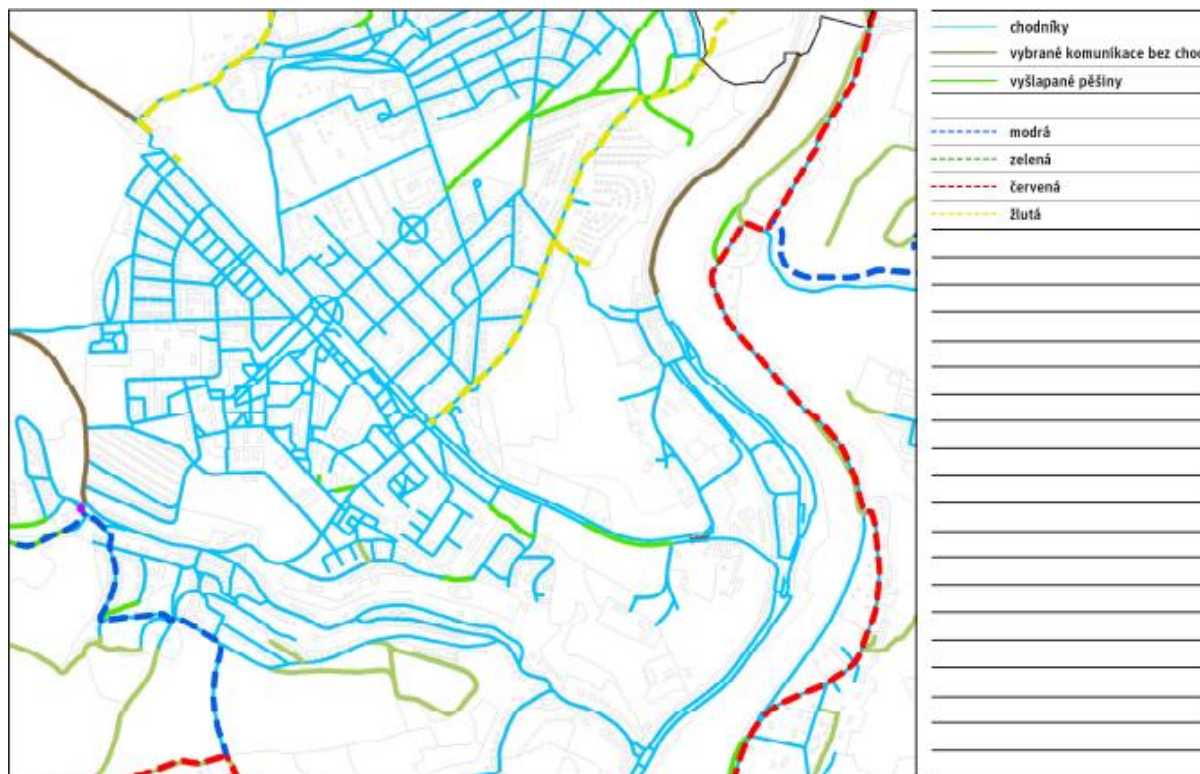 chodníky
vybrané komunikace bez chod
vyšlapané pěšiny
modrá
zelená
červená
žlutá